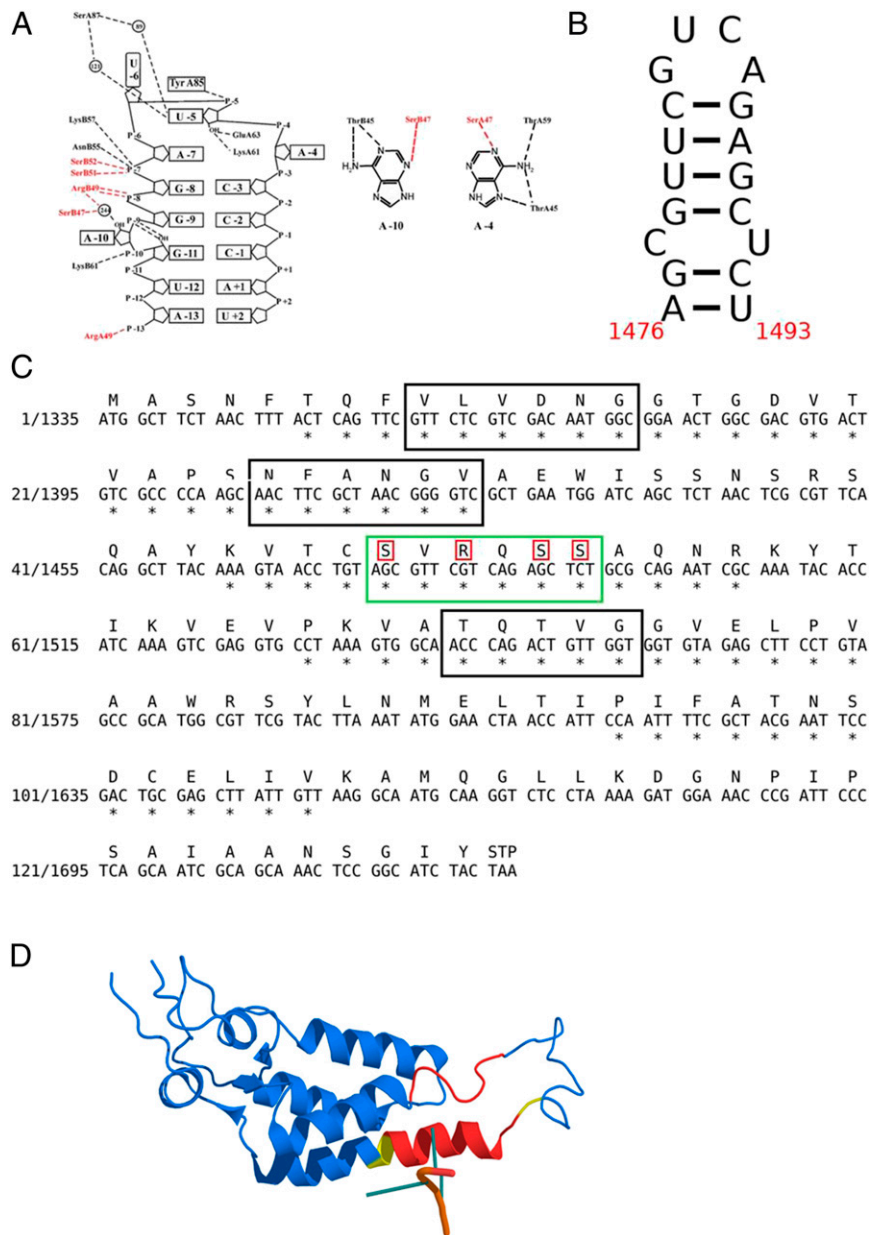 A
SerA87
89
U
-6
121
Tyr A85
P-5
U -5
LysB57
P-6
OH
GluA63
P-4
AsnB55
A -7
LysA61
A -4
SerB52
P-7
P-3
SerB51
G -8
C -3
ArgB49
P-8
P-2
SerB47
244
G -9
C -2
P-9
OH
OH
P-1
A -10
G -11
C -1
LysB61
P-10
P+1
P-11
U -12
A +1
P-12
P+2
A -13
U +2
ArgA49
P-13
ThrB45
SerB47
N
H2N
N
N
NH
A -10
SerA47
ThrA59
N
N
NH2
HN
N
ThrA45
A -4
B
U C
G A
C G
U A
U G
G C
C U
G C
A U
1476 1493
C
M A S N F T Q F V L V D N G G T G D V T
1/1335 ATG GCT TCT AAC TTT ACT CAG TTC GTT CTC GTC GAC AAT GGC GGA ACT GGC GAC GTG ACT
* * * * * * * * * * * * * * *
V A P S N F A N G V A E W I S S N S R S
21/1395 GTC GCC CCA AGC AAC TTC GCT AAC GGG GTC GCT GAA TGG ATC AGC TCT AAC TCG CGT TCA
* * * * * * * * * *
Q A Y K V T C S V R Q S S A Q N R K Y T
41/1455 CAG GCT TAC AAA GTA ACC TGT AGC GTT CGT CAG AGC TCT GCG CAG AAT CGC AAA TAC ACC
* * * * * * * * * * * * * *
I K V E V P K V A T Q T V G G V E L P V
61/1515 ATC AAA GTC GAG GTG CCT AAA GTG GCA ACC CAG ACT GTT GGT GGT GTA GAG CTT CCT GTA
* * * * * * * * * * * * * * *
A A W R S Y L N M E L T I P I F A T N S
81/1575 GCC GCA TGG CGT TCG TAC TTA AAT ATG GAA CTA ACC ATT CCA ATT TTC GCT ACG AAT TCC
* * * * * * *
D C E L I V K A M Q G L L K D G N P I P
101/1635 GAC TGC GAG CTT ATT GTT AAG GCA ATG CAA GGT CTC CTA AAA GAT GGA AAC CCG ATT CCC
* * * * * *
S A I A A N S G I Y STP
121/1695 TCA GCA ATC GCA GCA AAC TCC GGC ATC TAC TAA
D